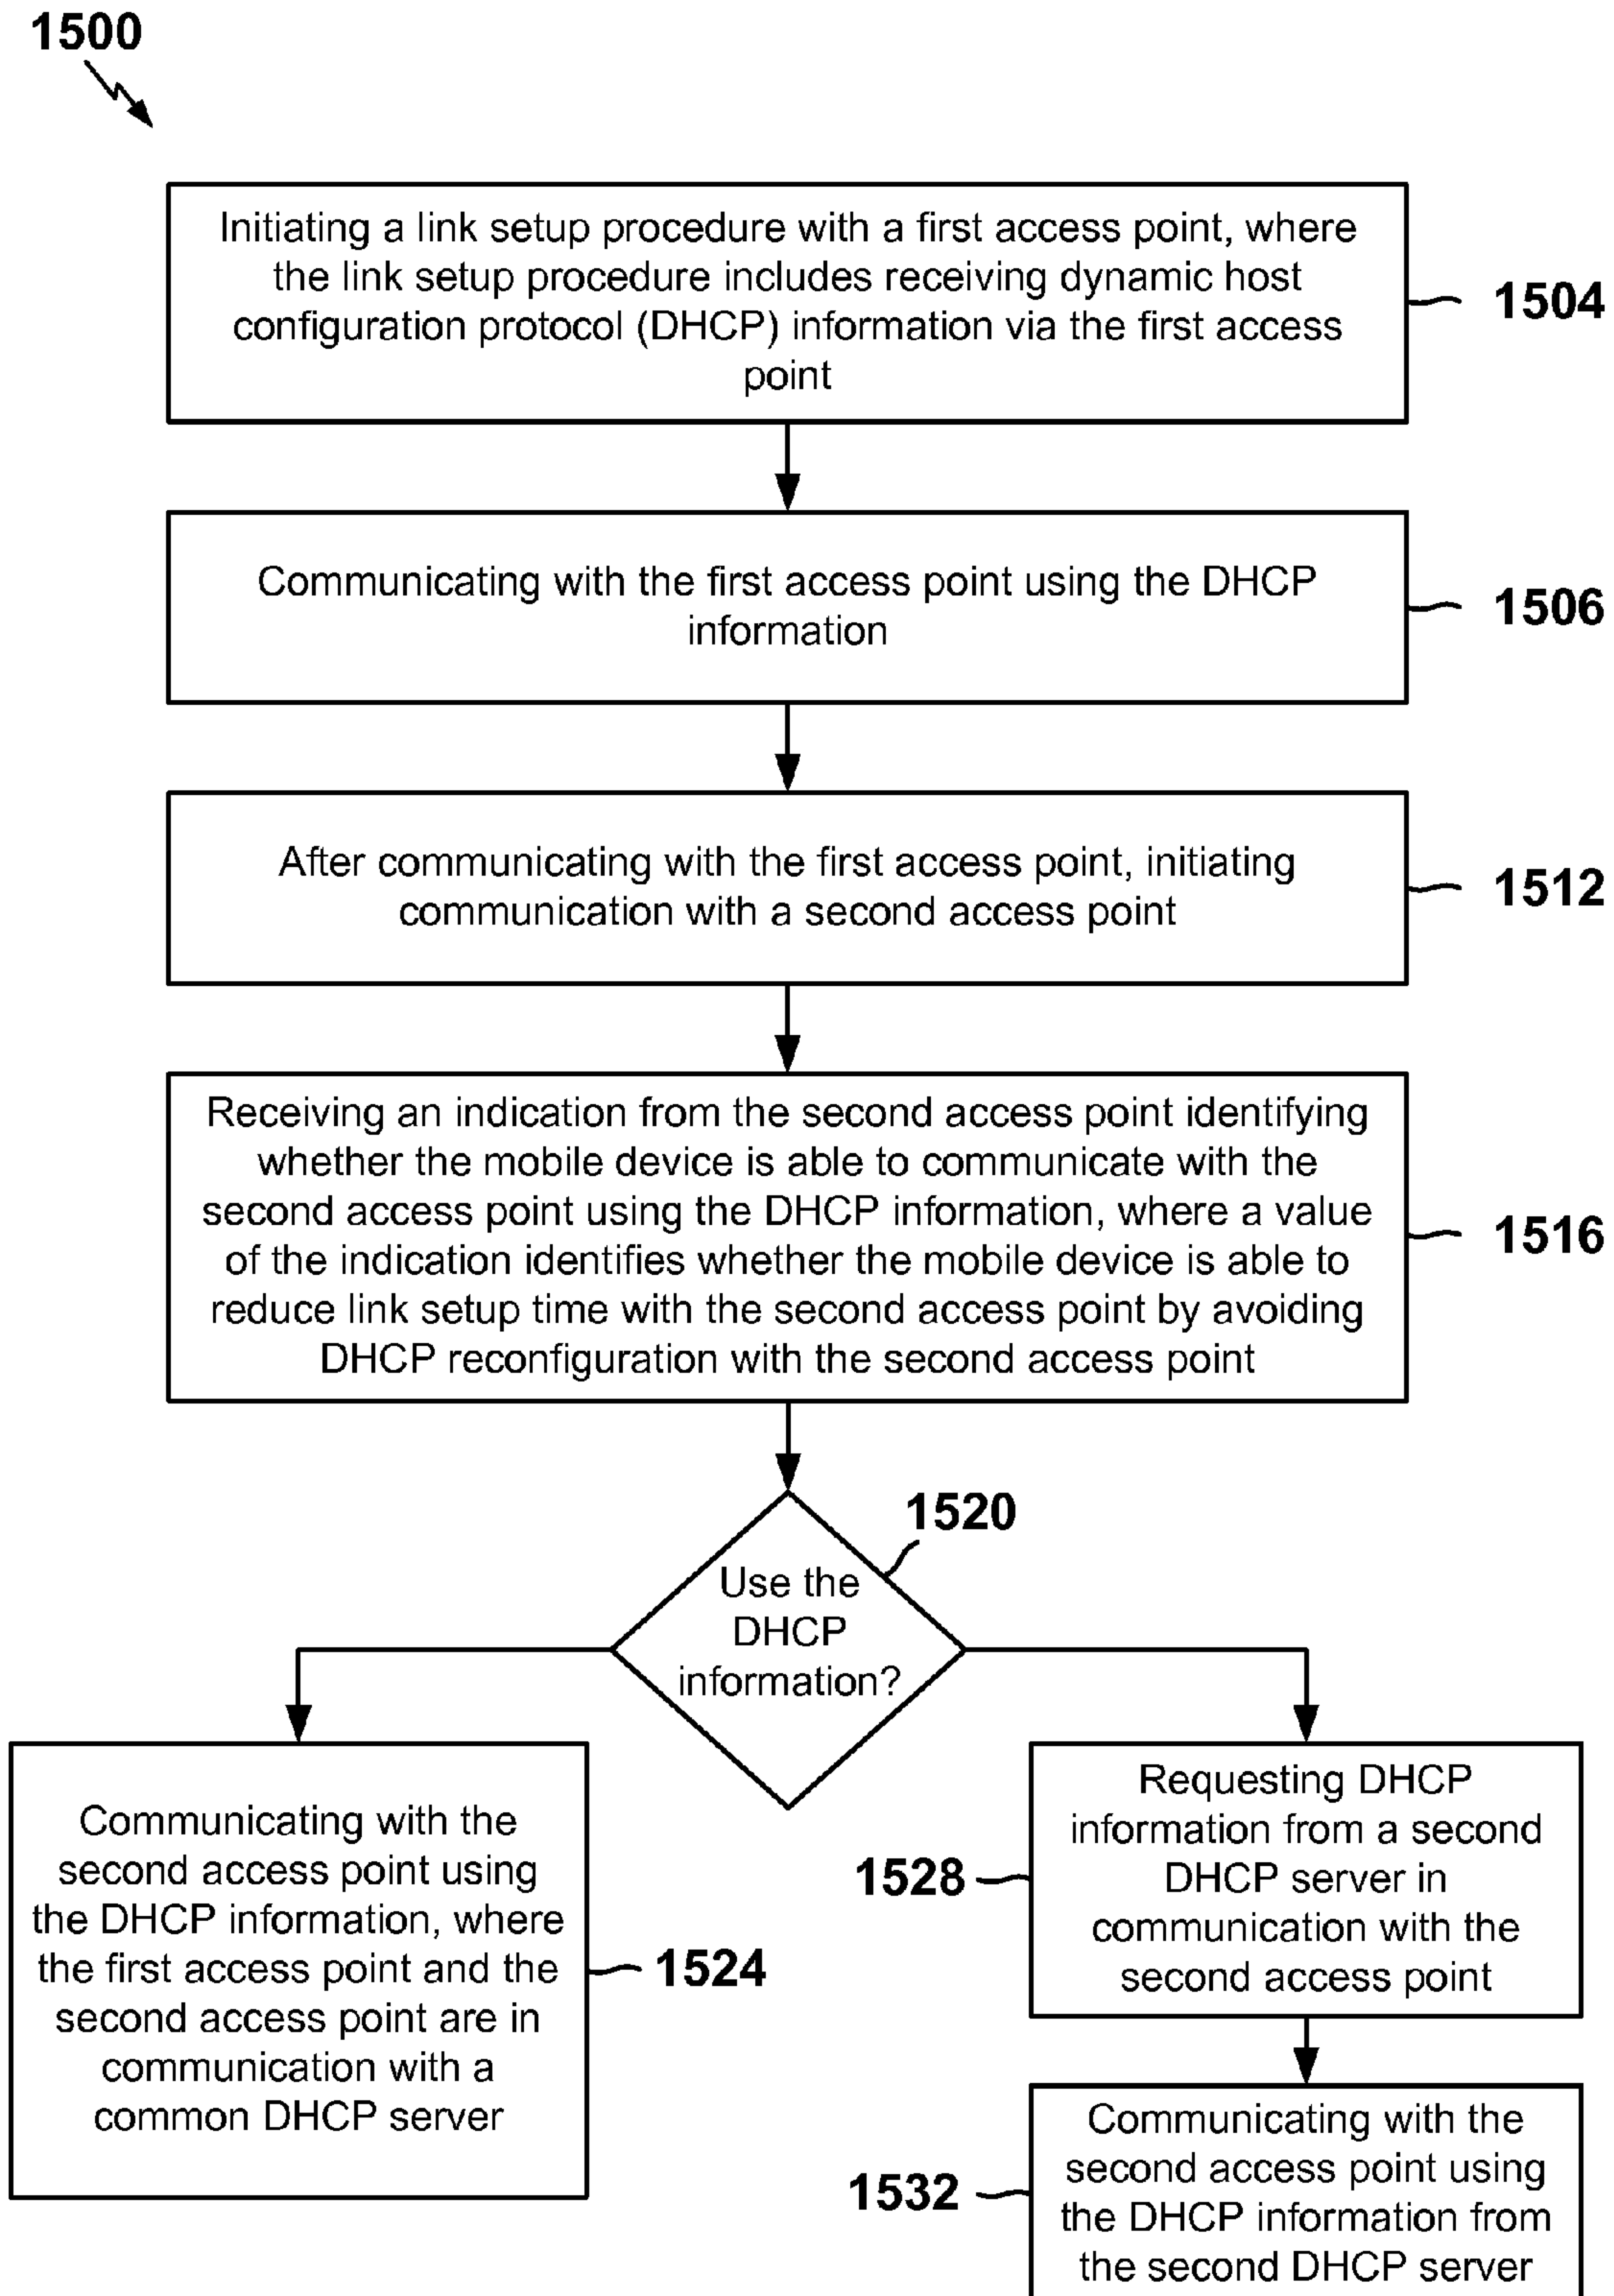 1500
Initiating a link setup procedure with a first access point, where
the link setup procedure includes receiving dynamic host
configuration protocol (DHCP) information via the first access
point
1504
Communicating with the first access point using the DHCP
information
1506
After communicating with the first access point, initiating
communication with a second access point
1512
Receiving an indication from the second access point identifying
whether the mobile device is able to communicate with the
second access point using the DHCP information, where a value
of the indication identifies whether the mobile device is able to
reduce link setup time with the second access point by avoiding
DHCP reconfiguration with the second access point
1516
1520
Use the
DHCP
information?
Communicating with the
second access point using
the DHCP information, where
the first access point and the
second access point are in
communication with a
common DHCP server
1524
Requesting DHCP
information from a second
DHCP server in
communication with the
second access point
1528
Communicating with the
second access point using
the DHCP information from
the second DHCP server
1532